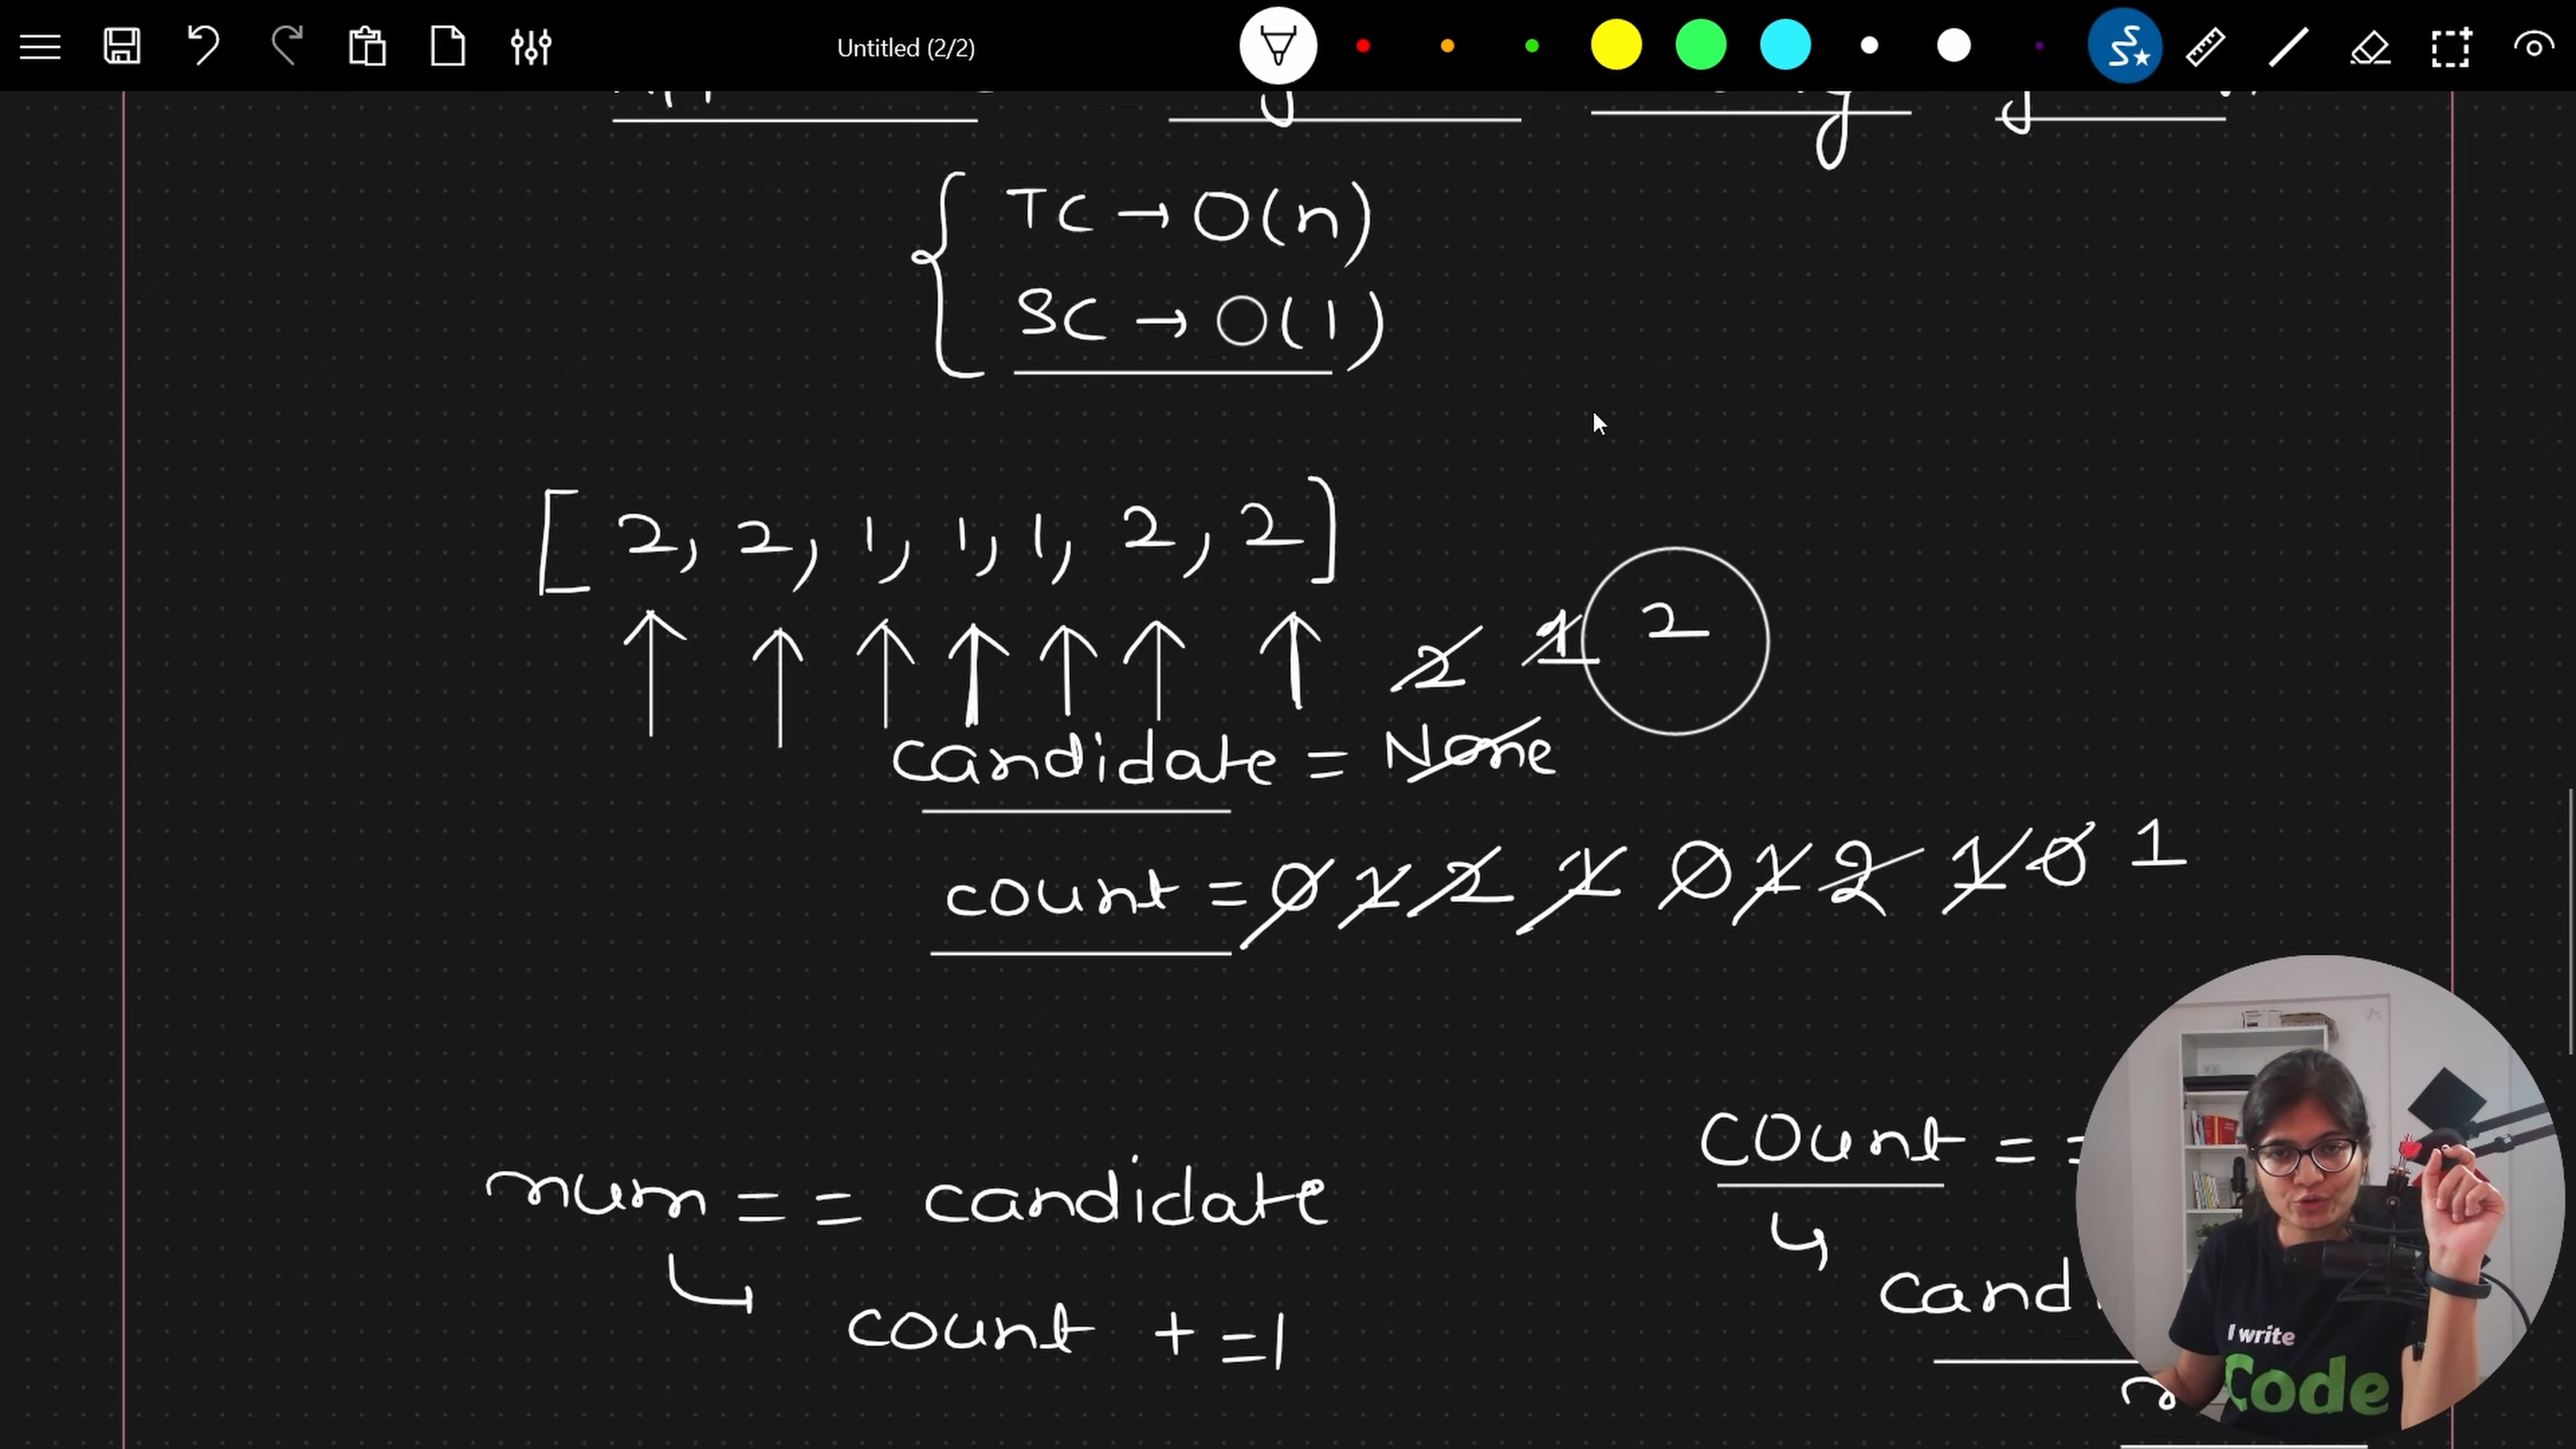 Untitled (2/2)
TC → O(n)
SC → O(1)
[ 2, 2, 1, 1, 1, 2, 2 ]
2 1 2
candidate = None
count = 0 1 2 1 0 1 2 1 0 1
num == candidate
count + =1
count = =
cand
I write
Code